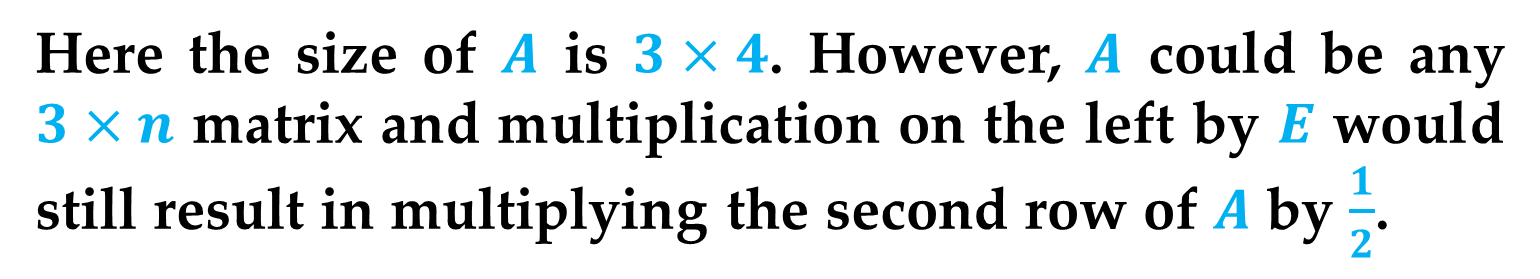 Here the size of A is 3 × 4. However, A could be any
3 × n matrix and multiplication on the left by E would
still result in multiplying the second row of A by 1/2.